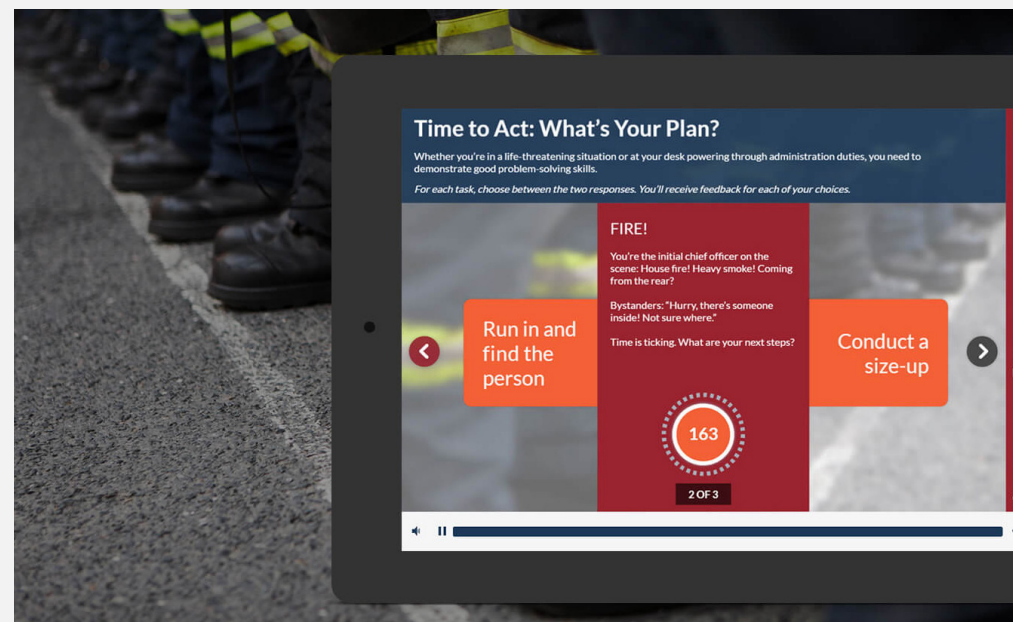 Time to Act: What's Your Plan?
Whether you're in a life-threatening situation or at your desk powering through administration duties, you need to
demonstrate good problem-solving skills.
For each task, choose between the two responses. You'll receive feedback for each of your choices.
FIRE!
You're the initial chief officer on the
scene: House fire! Heavy smoke! Coming
from the rear?
Bystanders: “Hurry, there's someone
inside! Not sure where.”
Time is ticking. What are your next steps?
Run in and
find the
person
Conduct a
size-up
163
2 OF 3